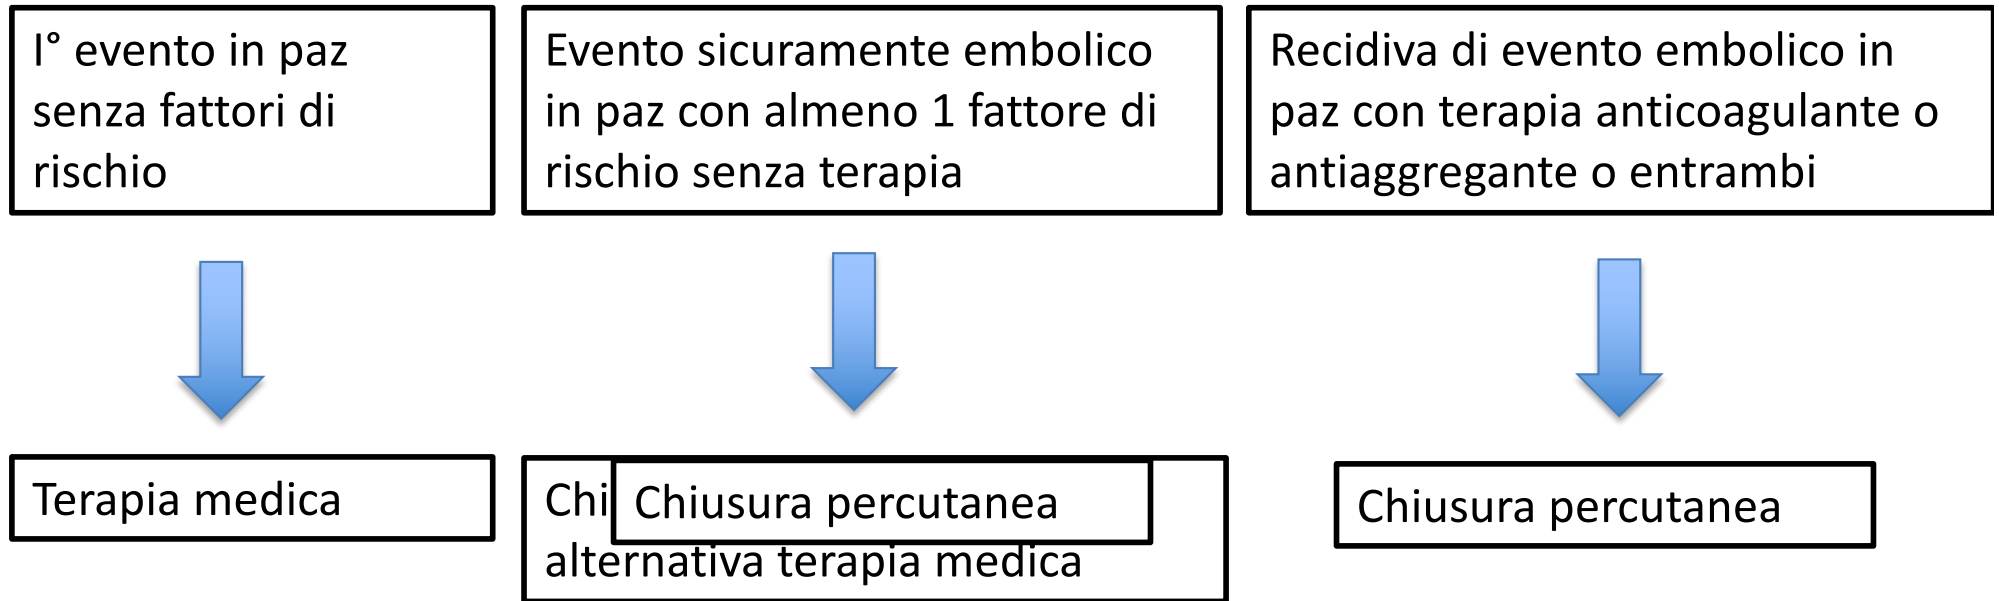 I° evento in paz
senza fattori di
rischio
Evento sicuramente embolico
in paz con almeno 1 fattore di
rischio senza terapia
Recidiva di evento embolico in
paz con terapia anticoagulante o
antiaggregante o entrambi
Terapia medica
Chi
Chiusura percutanea
alternativa terapia medica
Chiusura percutanea